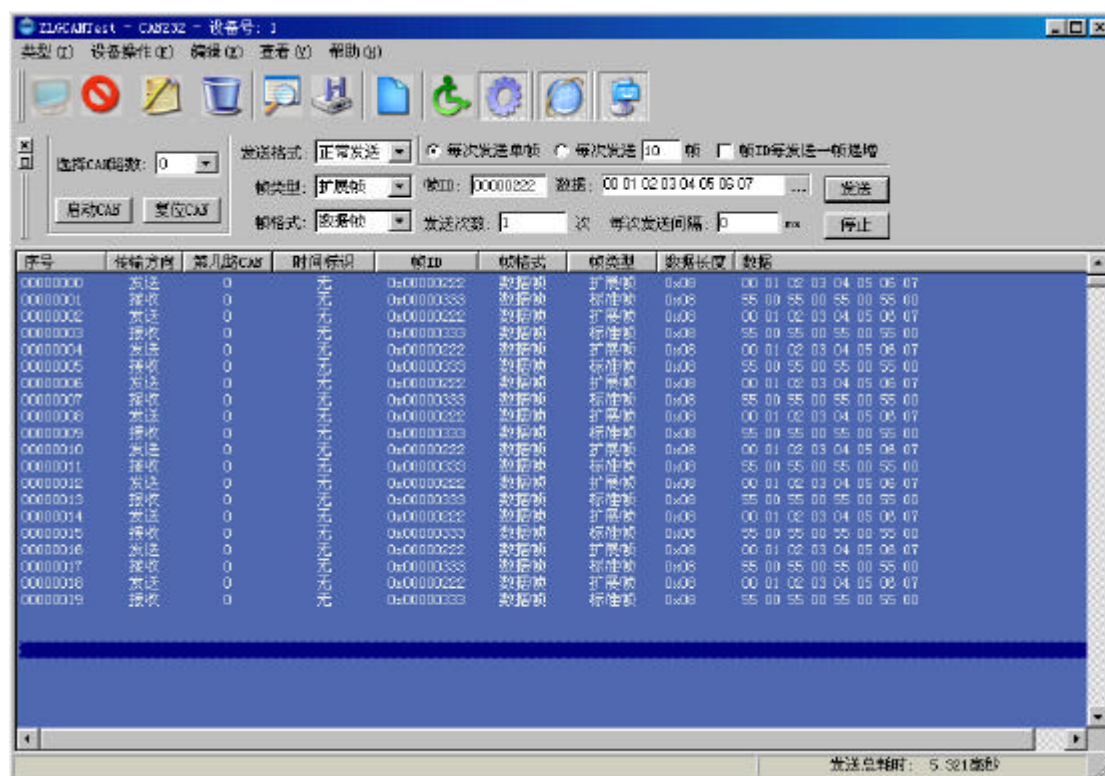 ZLGCANTest - CAN232 - 设备号: 1
类型(T) 设备操作(E) 编辑(E) 查看(V) 帮助(H)
选择CAN路数: 0
启动CAN 复位CAN
发送格式: 正常发送 每次发送单帧 每次发送 10 帧 帧ID每发送一帧递增
帧类型: 扩展帧 帧ID: 00000222 数据: 00 01 02 03 04 05 06 07 ... 发送
帧格式: 数据帧 发送次数: 1 次 每次发送间隔: 0 ms 停止
序号 传输方向 第几路CAN 时间标识 帧ID 帧格式 帧类型 数据长度 数据
00000000 发送 0 无 0x00000222 数据帧 扩展帧 0x08 00 01 02 03 04 05 06 07
00000001 接收 0 无 0x00000333 数据帧 标准帧 0x08 55 00 55 00 55 00 55 00
00000002 发送 0 无 0x00000222 数据帧 扩展帧 0x08 00 01 02 03 04 05 06 07
00000003 接收 0 无 0x00000333 数据帧 标准帧 0x08 55 00 55 00 55 00 55 00
00000004 发送 0 无 0x00000222 数据帧 扩展帧 0x08 00 01 02 03 04 05 06 07
00000005 接收 0 无 0x00000333 数据帧 标准帧 0x08 55 00 55 00 55 00 55 00
00000006 发送 0 无 0x00000222 数据帧 扩展帧 0x08 00 01 02 03 04 05 06 07
00000007 接收 0 无 0x00000333 数据帧 标准帧 0x08 55 00 55 00 55 00 55 00
00000008 发送 0 无 0x00000222 数据帧 扩展帧 0x08 00 01 02 03 04 05 06 07
00000009 接收 0 无 0x00000333 数据帧 标准帧 0x08 55 00 55 00 55 00 55 00
00000010 发送 0 无 0x00000222 数据帧 扩展帧 0x08 00 01 02 03 04 05 06 07
00000011 接收 0 无 0x00000333 数据帧 标准帧 0x08 55 00 55 00 55 00 55 00
00000012 发送 0 无 0x00000222 数据帧 扩展帧 0x08 00 01 02 03 04 05 06 07
00000013 接收 0 无 0x00000333 数据帧 标准帧 0x08 55 00 55 00 55 00 55 00
00000014 发送 0 无 0x00000222 数据帧 扩展帧 0x08 00 01 02 03 04 05 06 07
00000015 接收 0 无 0x00000333 数据帧 标准帧 0x08 55 00 55 00 55 00 55 00
00000016 发送 0 无 0x00000222 数据帧 扩展帧 0x08 00 01 02 03 04 05 06 07
00000017 接收 0 无 0x00000333 数据帧 标准帧 0x08 55 00 55 00 55 00 55 00
00000018 发送 0 无 0x00000222 数据帧 扩展帧 0x08 00 01 02 03 04 05 06 07
00000019 接收 0 无 0x00000333 数据帧 标准帧 0x08 55 00 55 00 55 00 55 00
发送总耗时: 5.321毫秒